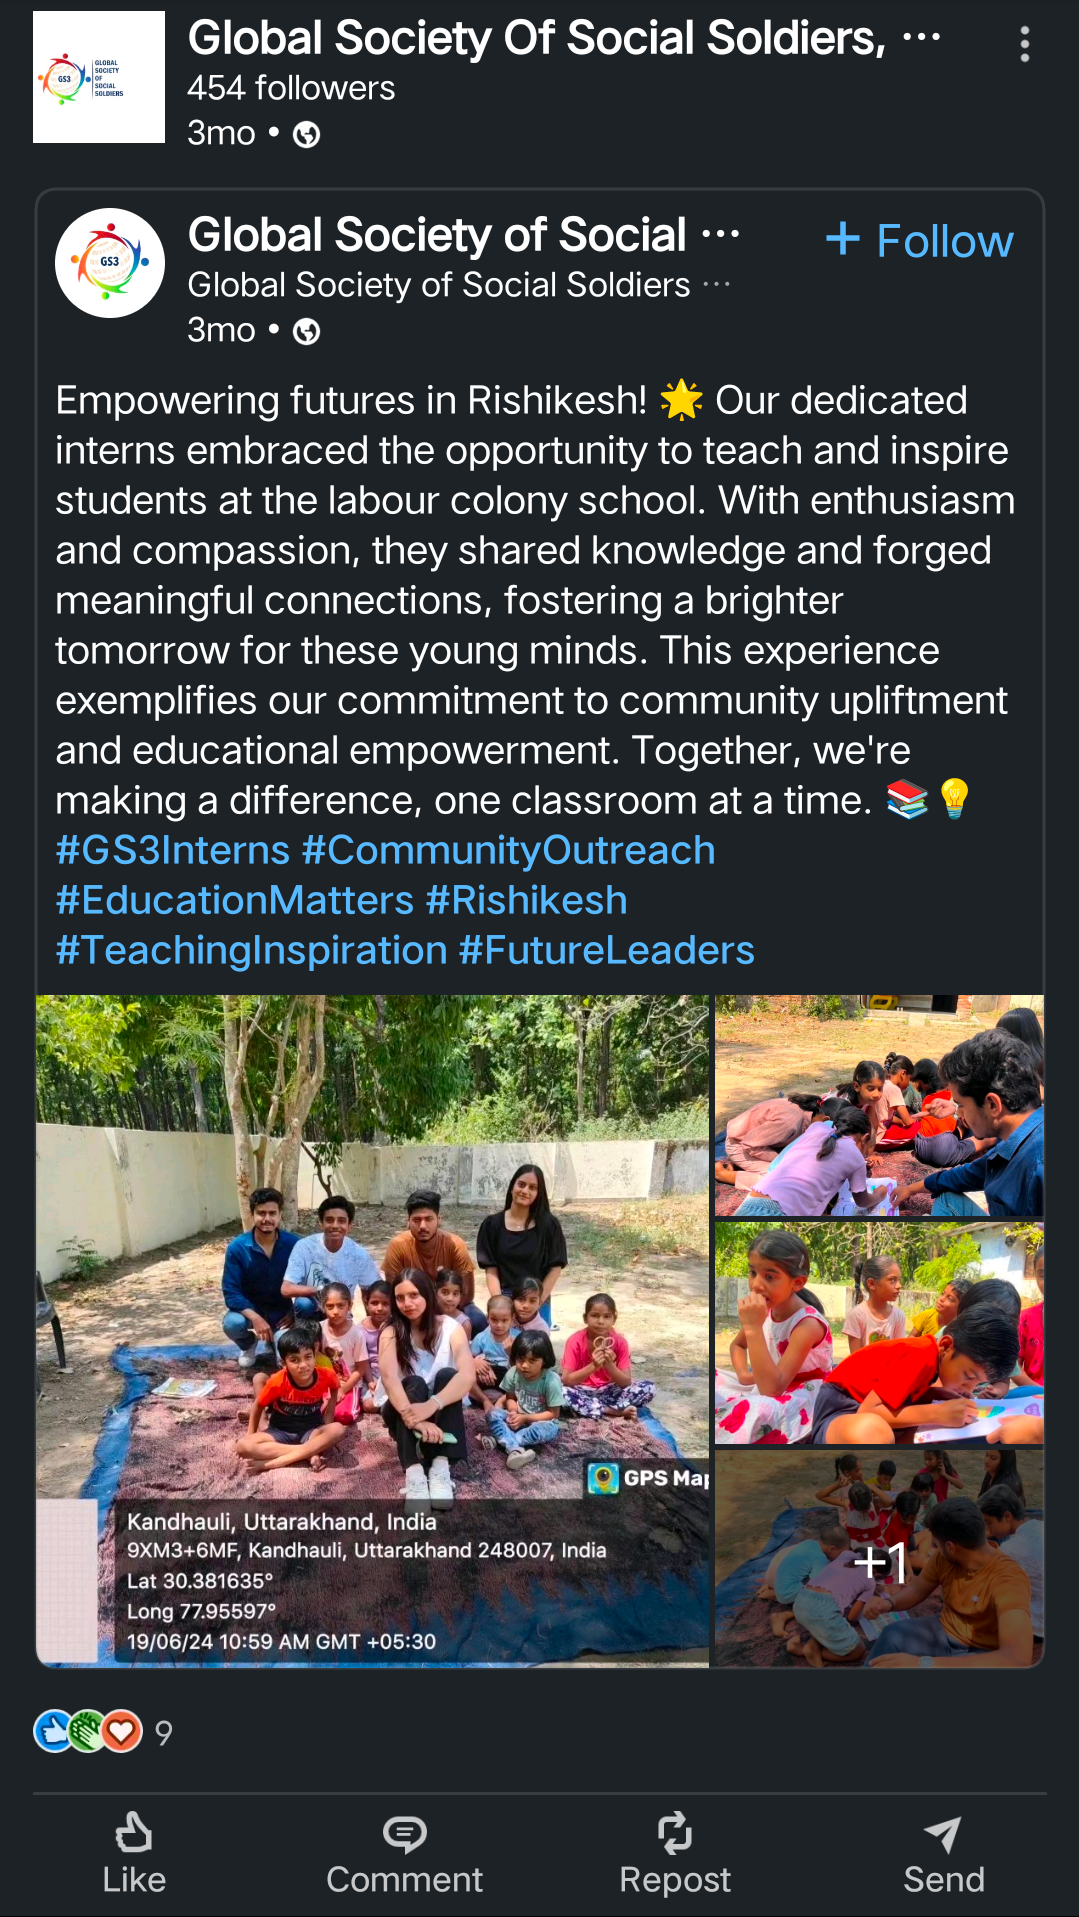 GS3
GLOBAL
SOCIETY
OF
SOCIAL
SOLDIERS
Global Society Of Social Soldiers, ...
454 followers
3mo •
GS3
Global Society of Social ...
Global Society of Social Soldiers ...
3mo •
+ Follow
Empowering futures in Rishikesh! 🌟 Our dedicated
interns embraced the opportunity to teach and inspire
students at the labour colony school. With enthusiasm
and compassion, they shared knowledge and forged
meaningful connections, fostering a brighter
tomorrow for these young minds. This experience
exemplifies our commitment to community upliftment
and educational empowerment. Together, we're
making a difference, one classroom at a time. 📚💡
#GS3Interns #CommunityOutreach
#EducationMatters #Rishikesh
#TeachingInspiration #FutureLeaders
GPS Map
Kandhauli, Uttarakhand, India
9XM3+6MF, Kandhauli, Uttarakhand 248007, India
Lat 30.381635°
Long 77.95597°
19/06/24 10:59 AM GMT +05:30
+1
9
Like
Comment
Repost
Send